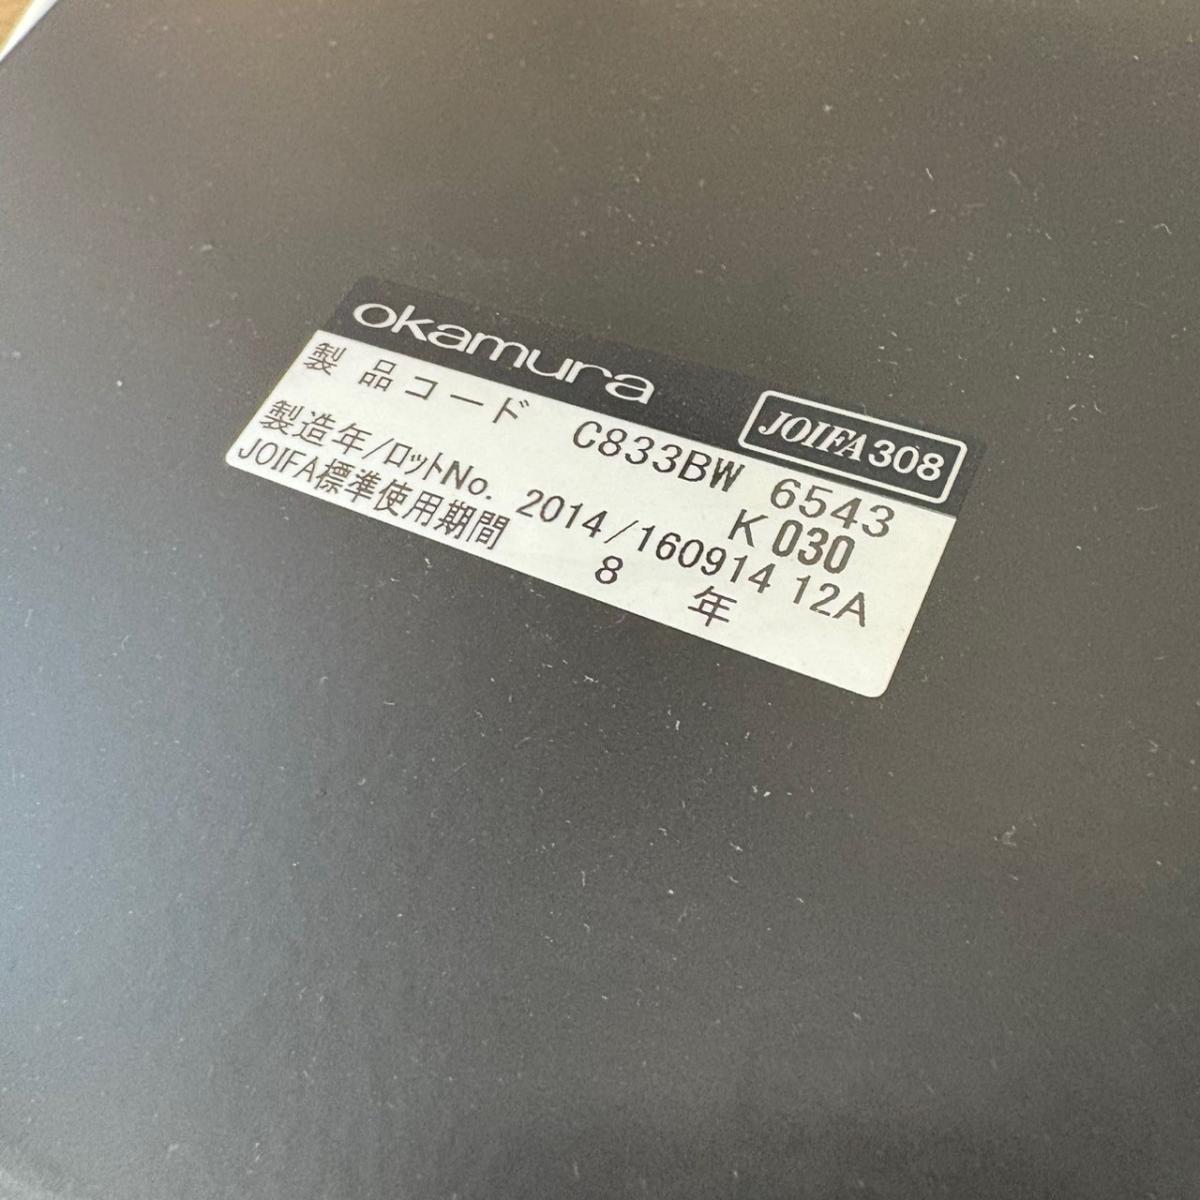 okamura
JOIFA308
製品コード C833BW 6543
K 030
製造年/ロットNo. 2014/160914 12A
JOIFA標準使用期間 8 年